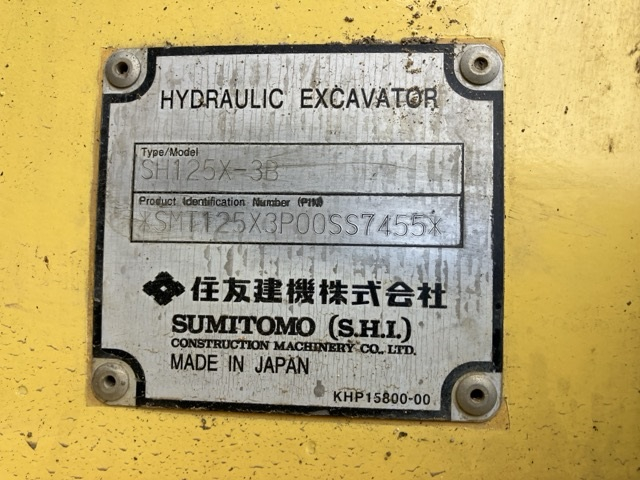 HYDRAULIC EXCAVATOR
Type/Model
SH125X-3B
Product Identification Number (PIN)
*SMT125X3P00SS7455*
住友建機株式会社
SUMITOMO (S.H.I.)
CONSTRUCTION MACHINERY CO., LTD.
MADE IN JAPAN
KHP15800-00